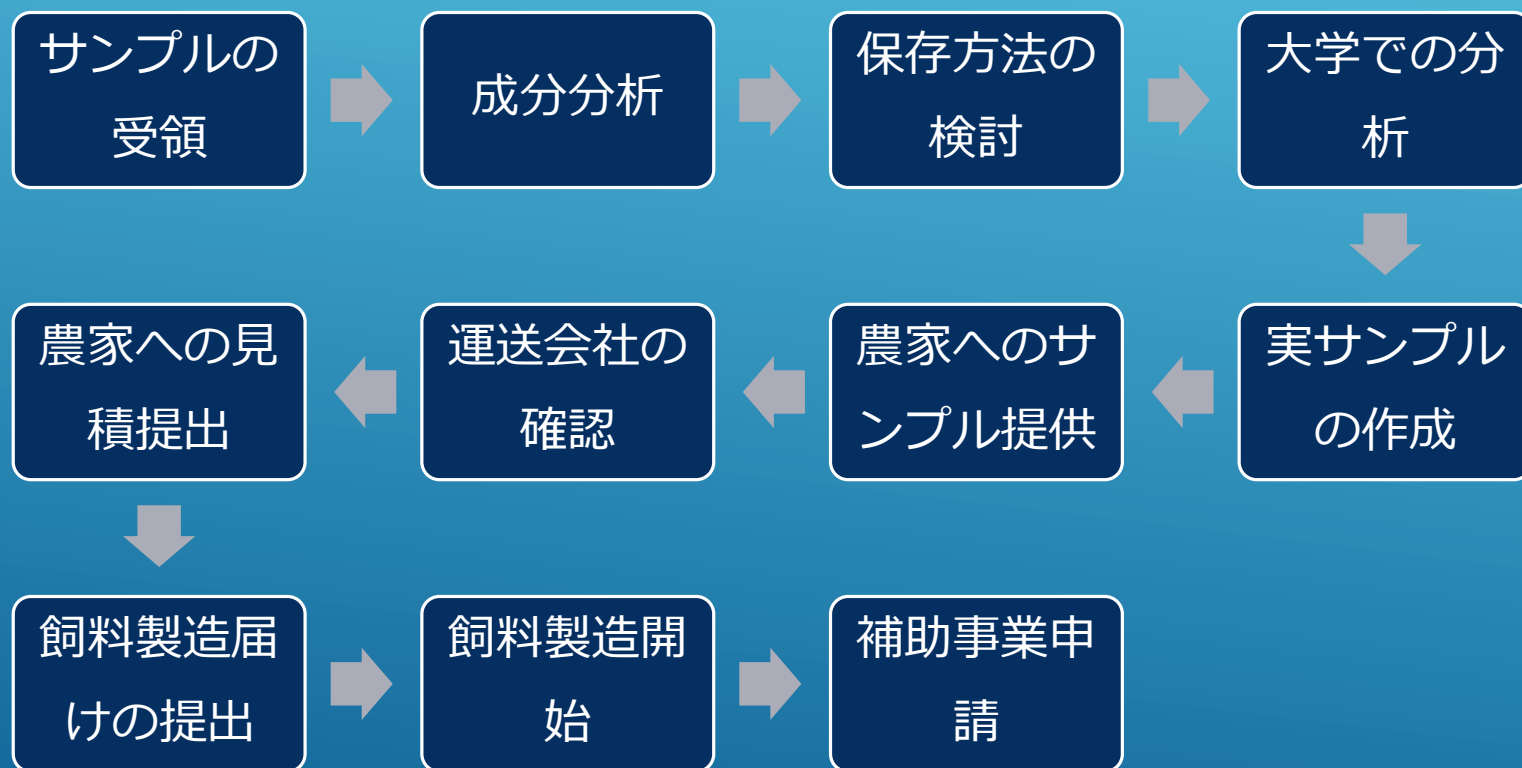 サンプルの
受領
成分分析
保存方法の
検討
大学での分
析
実サンプル
の作成
農家へのサ
ンプル提供
運送会社の
確認
農家への見
積提出
飼料製造届
けの提出
飼料製造開
始
補助事業申
請